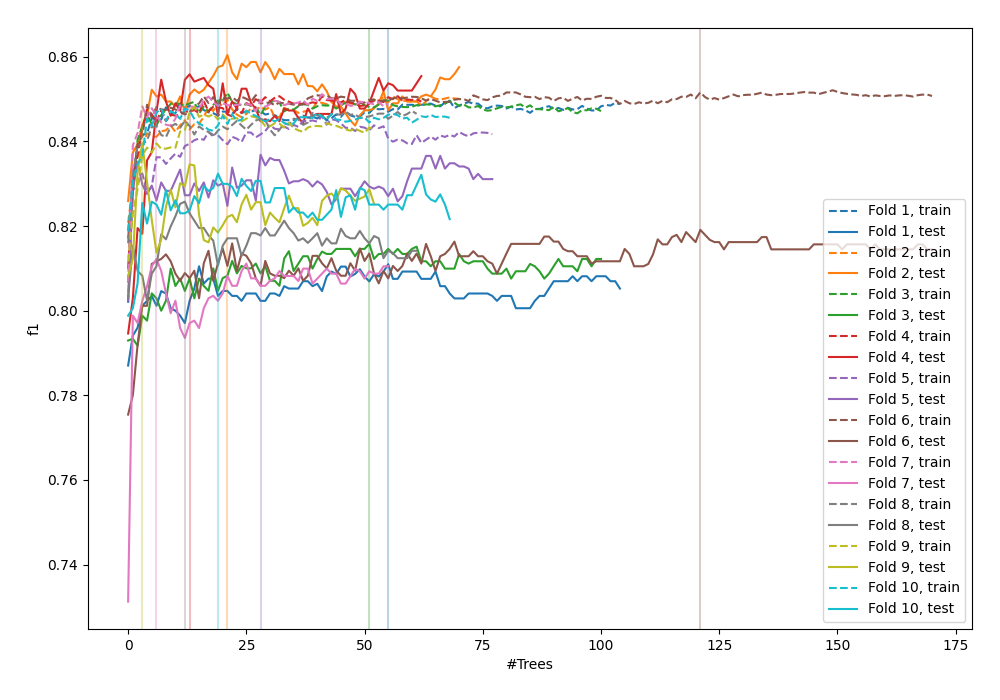 0.86
0.84
0.82
0.80
0.78
0.76
0.74
f1
0
25
50
75
100
125
150
175
#Trees
Fold 1, train
Fold 1, test
Fold 2, train
Fold 2, test
Fold 3, train
Fold 3, test
Fold 4, train
Fold 4, test
Fold 5, train
Fold 5, test
Fold 6, train
Fold 6, test
Fold 7, train
Fold 7, test
Fold 8, train
Fold 8, test
Fold 9, train
Fold 9, test
Fold 10, train
Fold 10, test